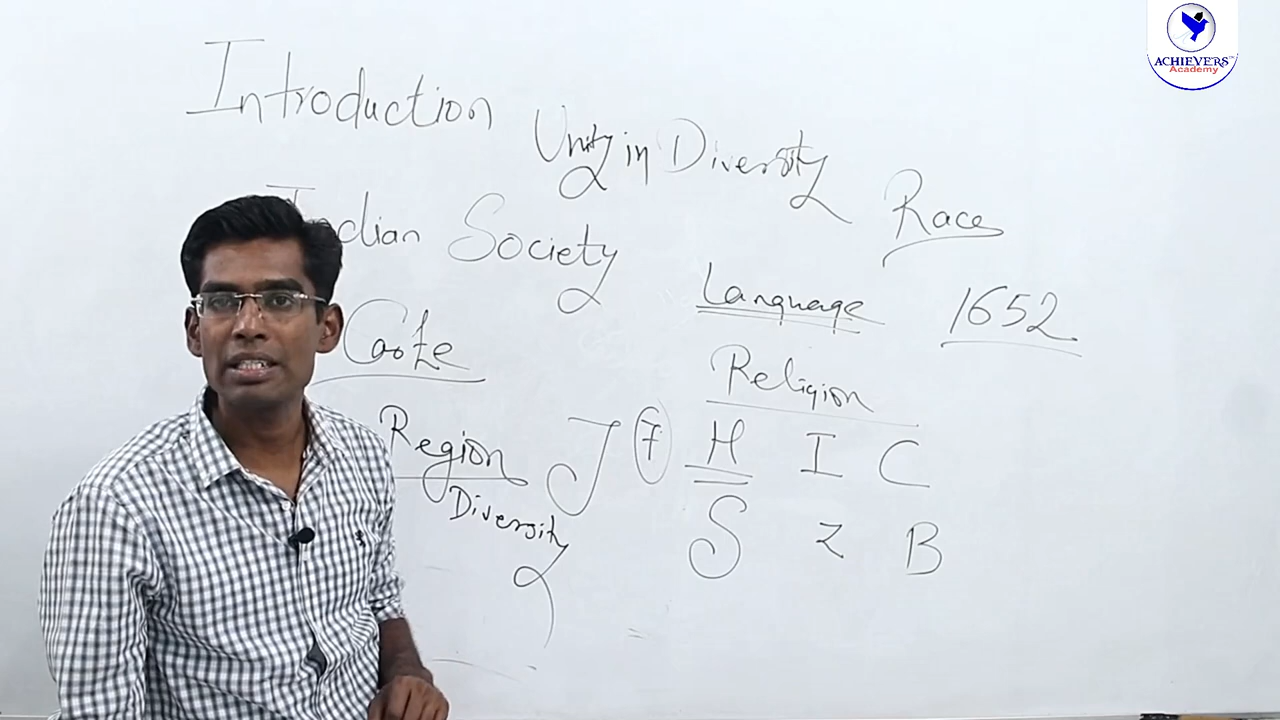 Introduction
Unity in Diversity
Indian Society
Race
Language 1652
Caste
Religion
Region
Diversity
J 7 H I C
S Z B
ACHIEVERS
Academy